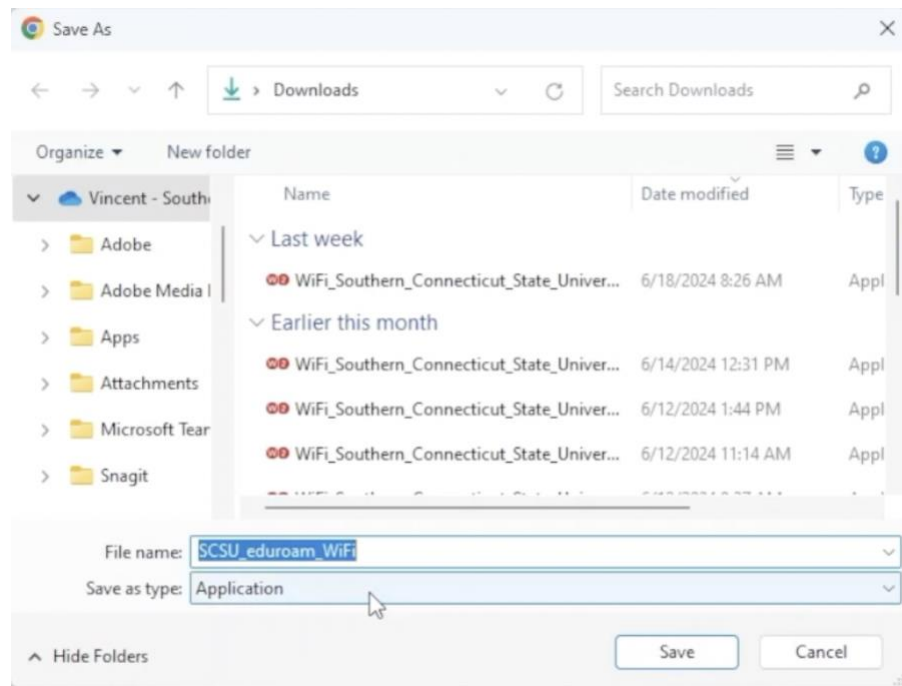 Save As
Downloads
Search Downloads
Organize
New folder
Name
Date modified
Type
Vincent - South
Adobe
Adobe Media
Apps
Attachments
Microsoft Tear
Snagit
Last week
WiFi_Southern_Connecticut_State_Univer... 6/18/2024 8:26 AM Appl
Earlier this month
WiFi_Southern_Connecticut_State_Univer... 6/14/2024 12:31 PM Appl
WiFi_Southern_Connecticut_State_Univer... 6/12/2024 1:44 PM Appl
WiFi_Southern_Connecticut_State_Univer... 6/12/2024 11:14 AM Appl
File name: SCSU_eduroam_WiFi
Save as type: Application
Hide Folders
Save
Cancel